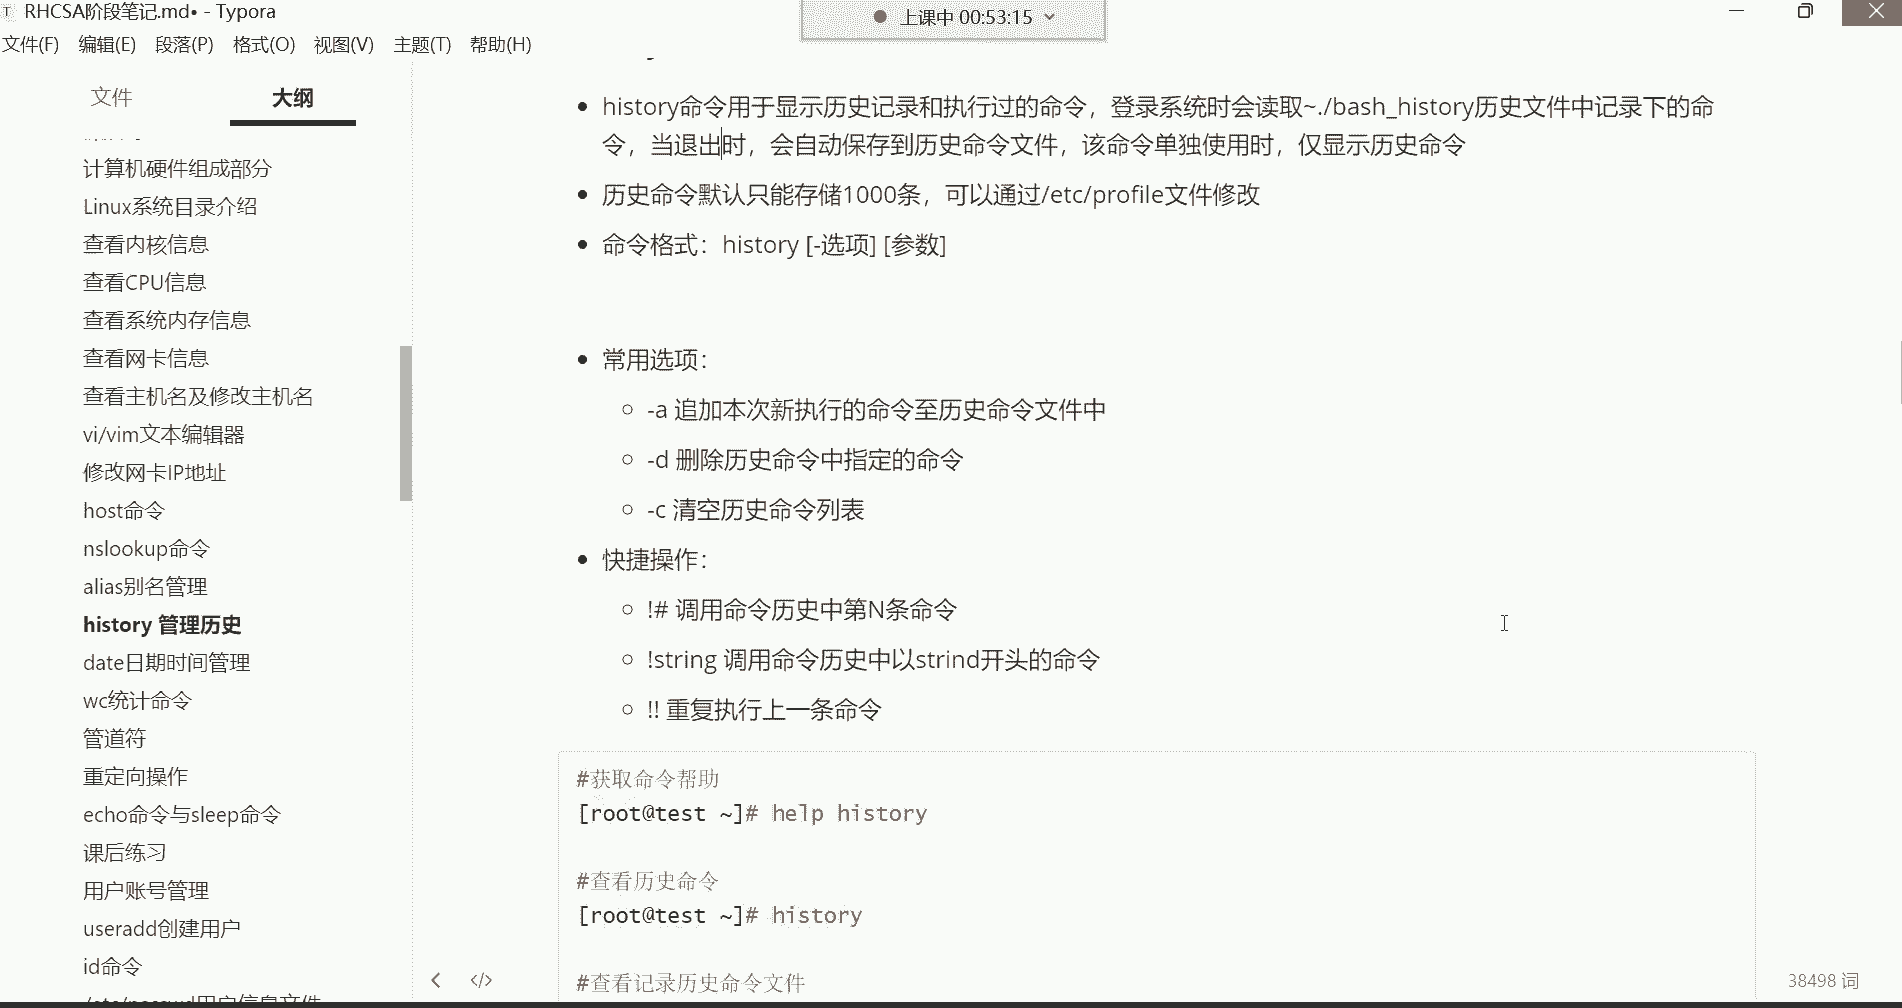 RHCSA阶段笔记.md• - Typora
上课中 00:53:15
文件(F) 编辑(E) 段落(P) 格式(O) 视图(V) 主题(T) 帮助(H)
文件 大纲
计算机硬件组成部分
Linux系统目录介绍
查看内核信息
查看CPU信息
查看系统内存信息
查看网卡信息
查看主机名及修改主机名
vi/vim文本编辑器
修改网卡IP地址
host命令
nslookup命令
alias别名管理
history 管理历史
date日期时间管理
wc统计命令
管道符
重定向操作
echo命令与sleep命令
课后练习
用户账号管理
useradd创建用户
id命令
/etc/passwd用户信息文件
history命令用于显示历史记录和执行过的命令，登录系统时会读取~./bash_history历史文件中记录下的命
令，当退出时，会自动保存到历史命令文件，该命令单独使用时，仅显示历史命令
历史命令默认只能存储1000条，可以通过/etc/profile文件修改
命令格式：history [-选项] [参数]
常用选项：
-a 追加本次新执行的命令至历史命令文件中
-d 删除历史命令中指定的命令
-c 清空历史命令列表
快捷操作：
!# 调用命令历史中第N条命令
!string 调用命令历史中以strind开头的命令
!! 重复执行上一条命令
#获取命令帮助
[root@test ~]# help history
#查看历史命令
[root@test ~]# history
#查看记录历史命令文件
38498 词